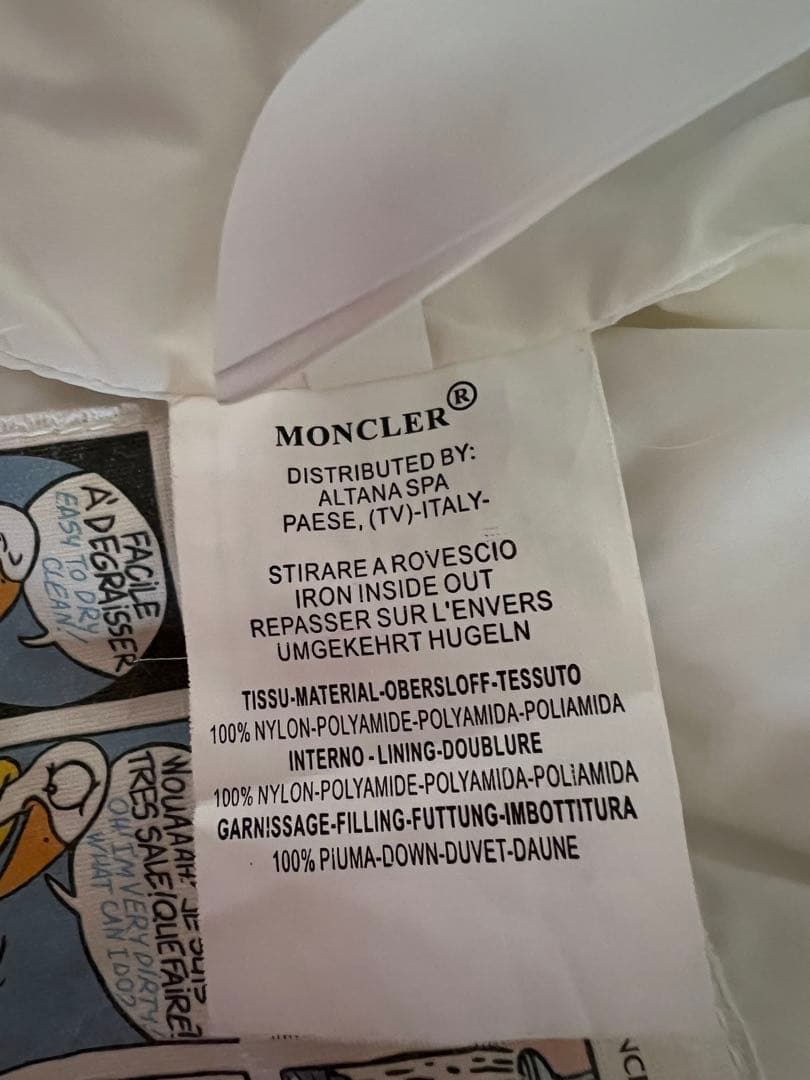 MONCLER®
DISTRIBUTED BY:
ALTANA SPA
PAESE, (TV)-ITALY-
STIRARE A ROVESCIO
IRON INSIDE OUT
REPASSER SUR L'ENVERS
UMGEKEHRT HUGELN
TISSU-MATERIAL-OBERSLOFF-TESSUTO
100% NYLON-POLYAMIDE-POLYAMIDA-POLIAMIDA
INTERNO-LINING-DOUBLURE
100% NYLON-POLYAMIDE-POLYAMIDA-POLIAMIDA
GARNISSAGE-FILLING-FUTTUNG-IMBOTTITURA
100% PIUMA-DOWN-DUVET-DAUNE
FACILE
A DEGRAISSER
EASY TO DRY
CLEAN!
WOUAAAH! JE SUIS
TRES SALE! QUE FAIRE?
OH I'M VERY DIRTY!
WHAT CAN I DO?